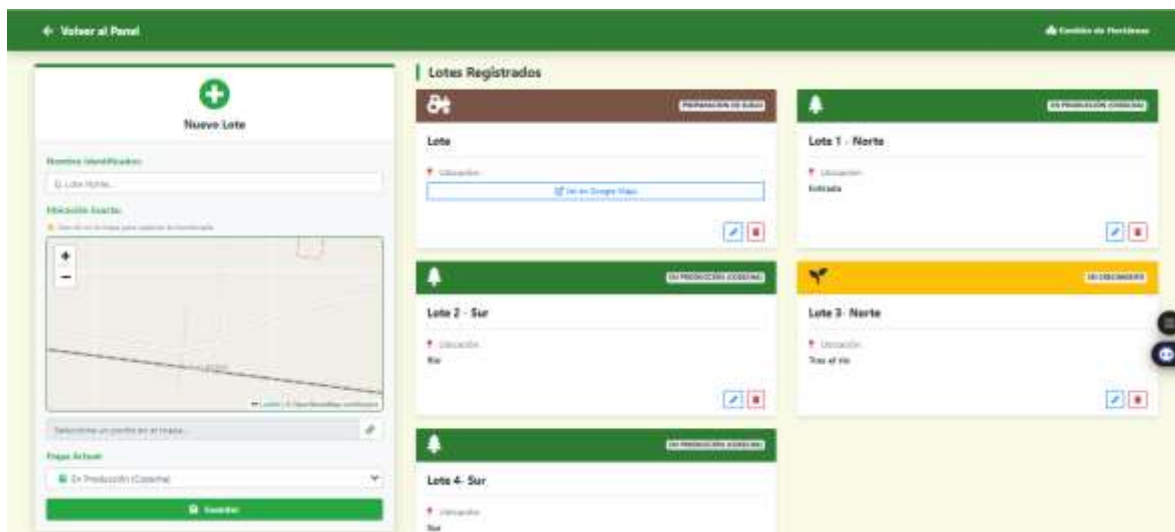 Volver al Panel
Gestión de Hectáreas
Nuevo Lote
Nombre Identificador:
Ej: Lote Norte...
Ubicación Exacta:
+
−
Seleccione un punto en el mapa...
Etapa Actual:
En Producción (Cosecha)
Guardar
Lotes Registrados
PREPARACIÓN DE SUELO
Lote
Ubicación:
Ver en Google Maps
EN PRODUCCIÓN (COSECHA)
Lote 1 - Norte
Ubicación:
Entrada
EN PRODUCCIÓN (COSECHA)
Lote 2 - Sur
Ubicación:
Rio
EN CRECIMIENTO
Lote 3- Norte
Ubicación:
Tras el rio
EN PRODUCCIÓN (COSECHA)
Lote 4- Sur
Ubicación:
Sur